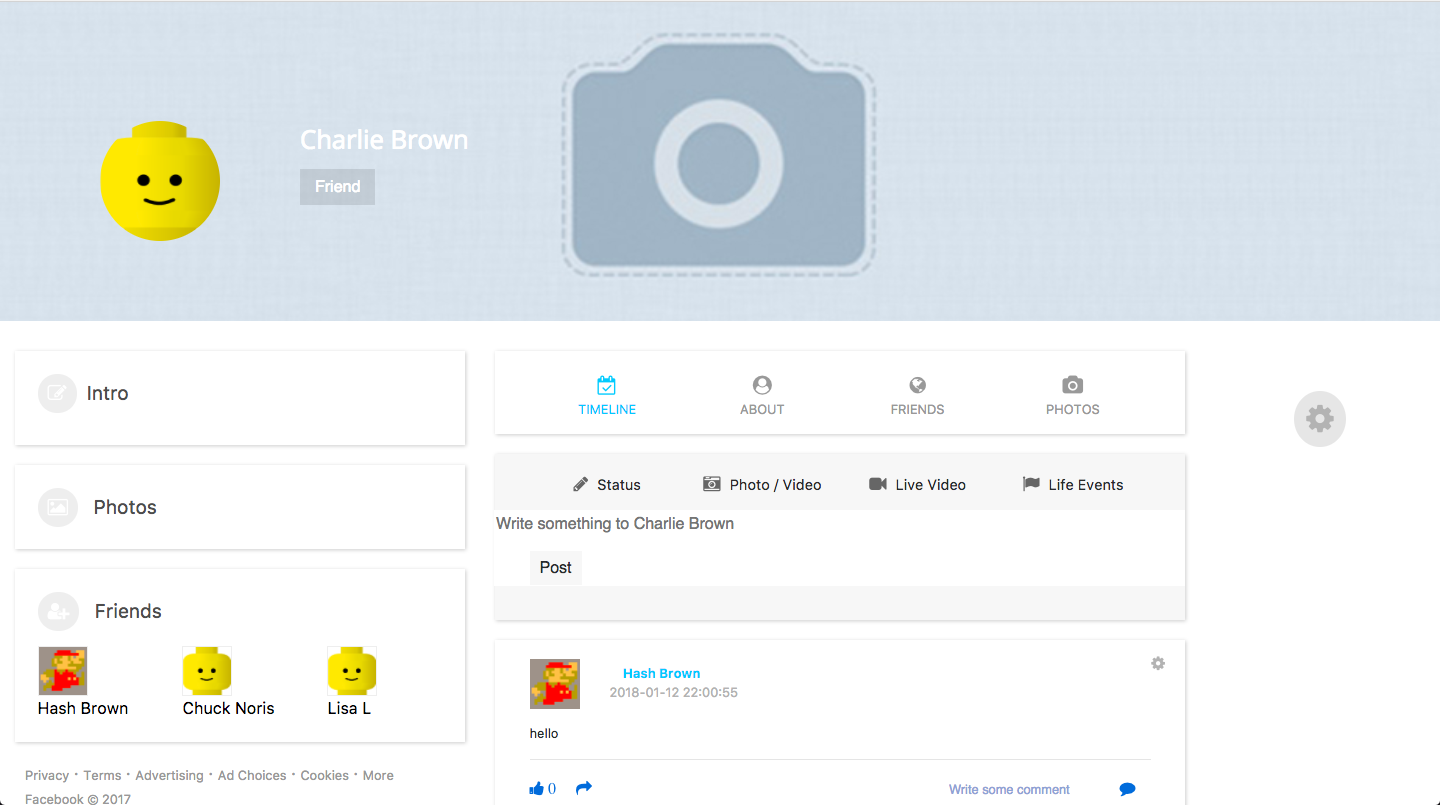 Charlie Brown
Friend
Intro
Photos
Friends
Hash Brown Chuck Noris Lisa L
Privacy · Terms · Advertising · Ad Choices · Cookies · More
Facebook © 2017
TIMELINE ABOUT FRIENDS PHOTOS
Status Photo / Video Live Video Life Events
Write something to Charlie Brown
Post
Hash Brown
2018-01-12 22:00:55
hello
0 Write some comment